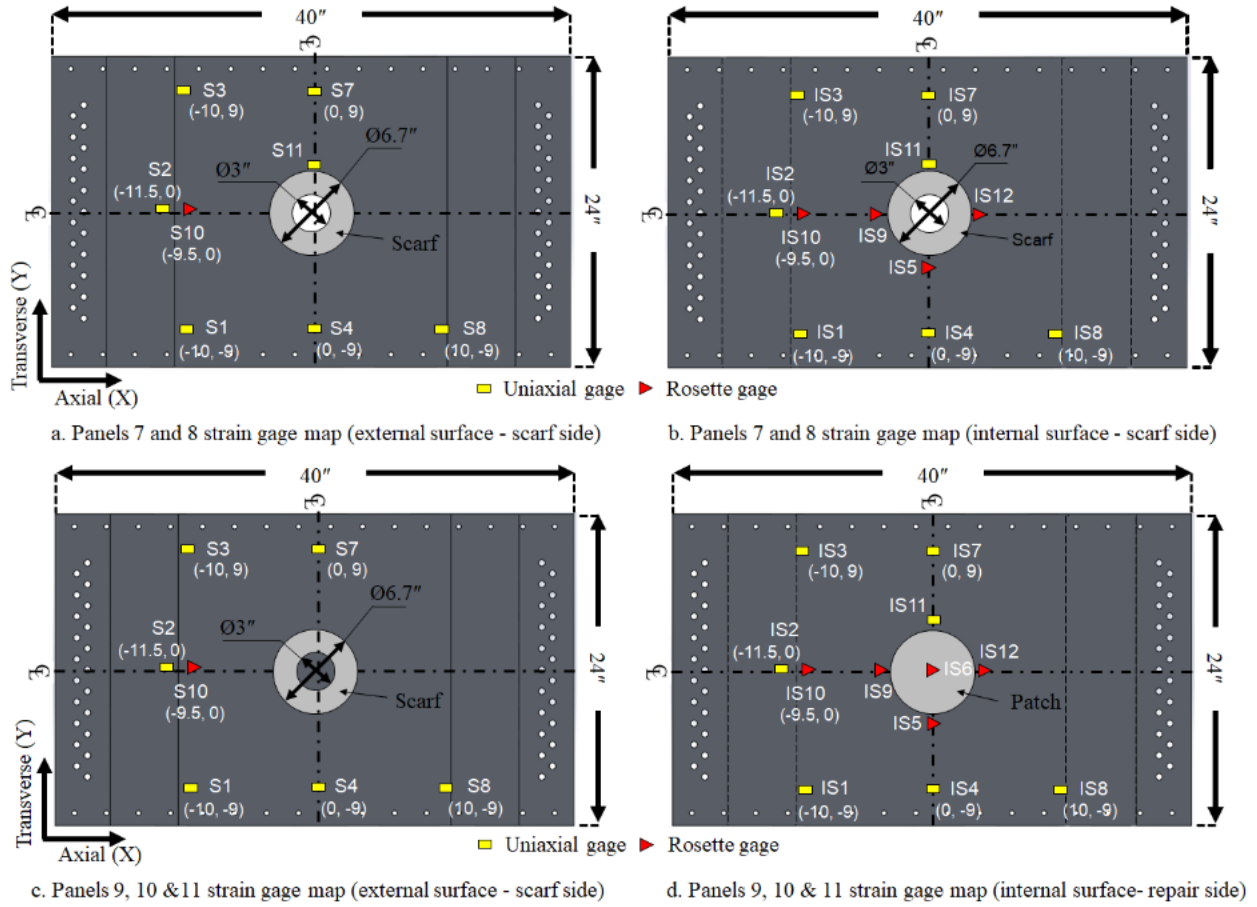 40″
40″
S3
(-10, 9)
S7
(0, 9)
Ø6.7″
Ø3″
S11
S2
(-11.5, 0)
S10
(-9.5, 0)
Scarf
24″
S1
(-10, -9)
S4
(0, -9)
S8
(10, -9)
Transverse (Y)
Axial (X)
IS3
(-10, 9)
IS7
(0, 9)
IS11
Ø6.7″
Ø3″
IS2
(-11.5, 0)
IS10
(-9.5, 0)
IS9
IS12
Scarf
IS5
24″
IS1
(-10, -9)
IS4
(0, -9)
IS8
(10, -9)
Uniaxial gage Rosette gage
a. Panels 7 and 8 strain gage map (external surface - scarf side)
b. Panels 7 and 8 strain gage map (internal surface - scarf side)
40″
40″
S3
(-10, 9)
S7
(0, 9)
Ø6.7″
Ø3″
S2
(-11.5, 0)
S10
(-9.5, 0)
Scarf
24″
S1
(-10, -9)
S4
(0, -9)
S8
(10, -9)
Transverse (Y)
Axial (X)
IS3
(-10, 9)
IS7
(0, 9)
IS11
IS2
(-11.5, 0)
IS10
(-9.5, 0)
IS9
IS6
IS12
Patch
IS5
24″
IS1
(-10, -9)
IS4
(0, -9)
IS8
(10, -9)
Uniaxial gage Rosette gage
c. Panels 9, 10 &11 strain gage map (external surface - scarf side)
d. Panels 9, 10 & 11 strain gage map (internal surface- repair side)